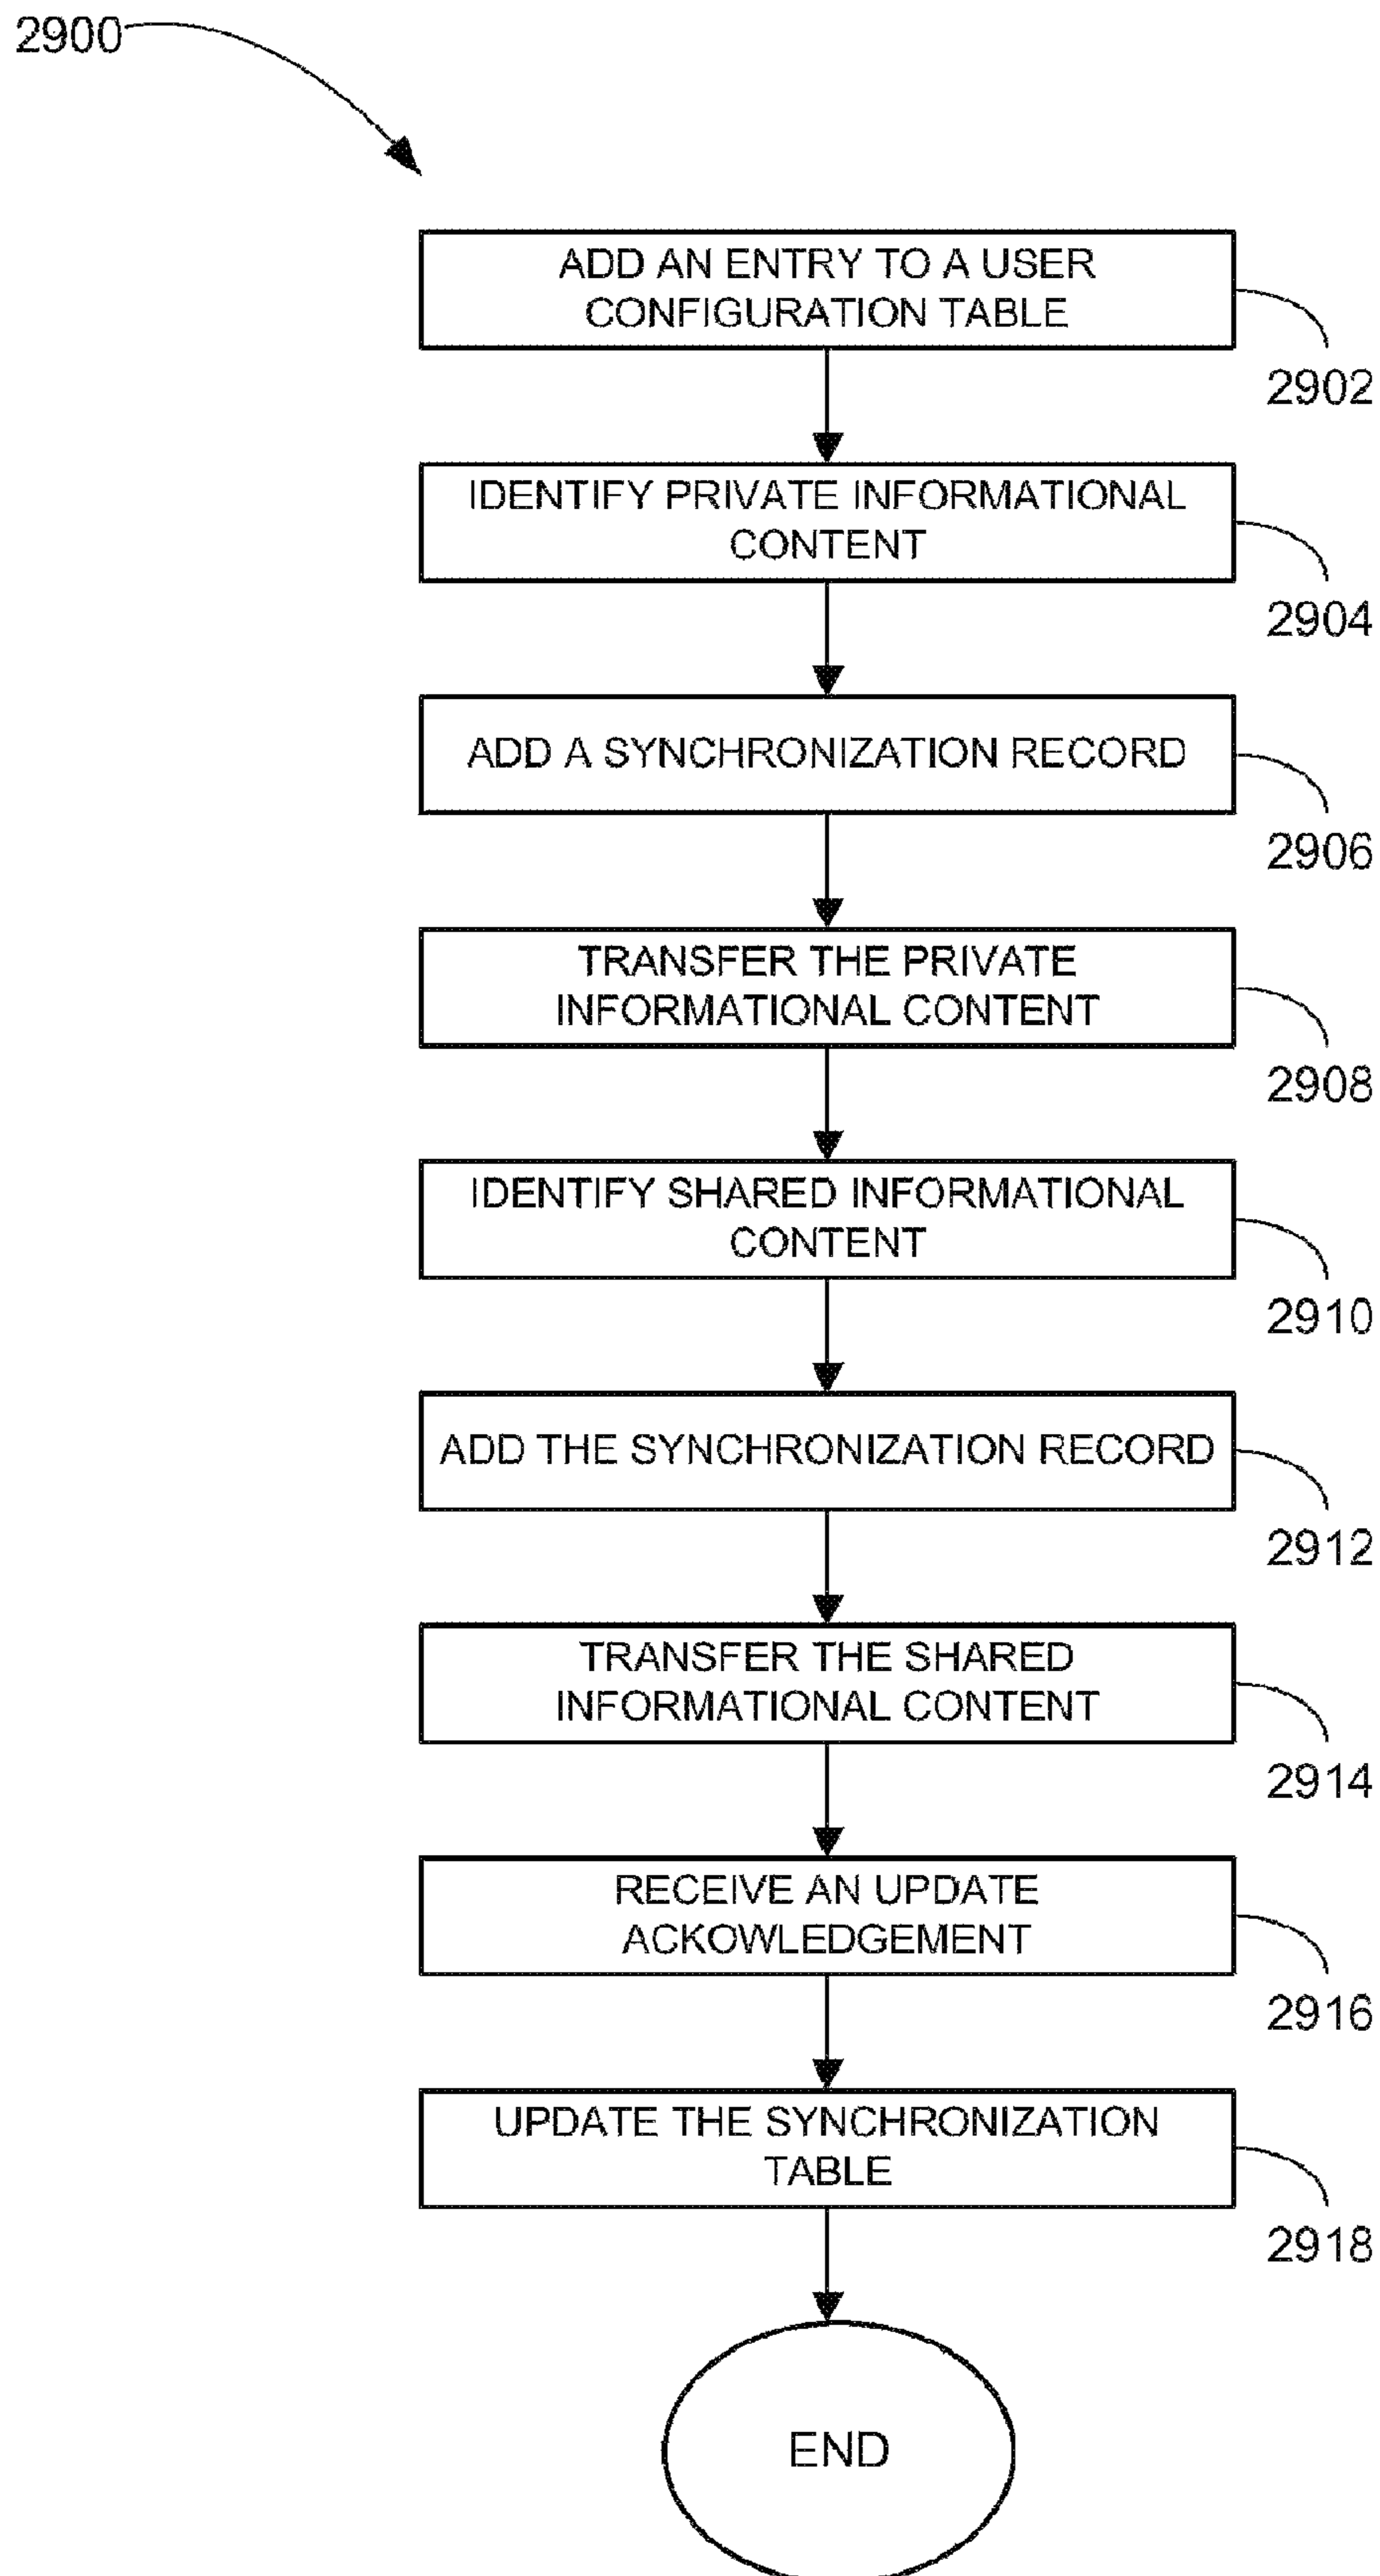 2900
ADD AN ENTRY TO A USER
CONFIGURATION TABLE
2902
IDENTIFY PRIVATE INFORMATIONAL
CONTENT
2904
ADD A SYNCHRONIZATION RECORD
2906
TRANSFER THE PRIVATE
INFORMATIONAL CONTENT
2908
IDENTIFY SHARED INFORMATIONAL
CONTENT
2910
ADD THE SYNCHRONIZATION RECORD
2912
TRANSFER THE SHARED
INFORMATIONAL CONTENT
2914
RECEIVE AN UPDATE
ACKOWLEDGEMENT
2916
UPDATE THE SYNCHRONIZATION
TABLE
2918
END